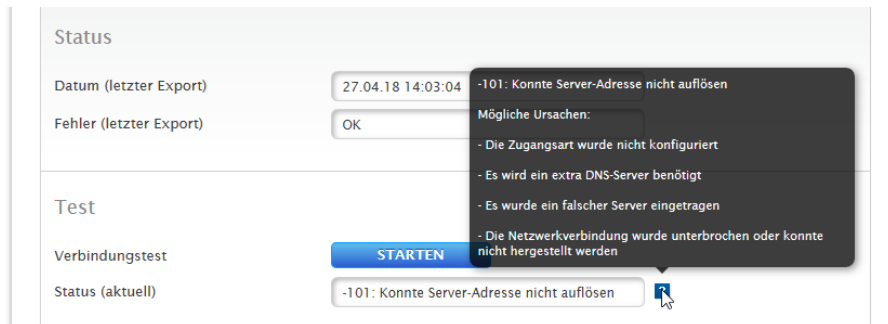 Status
Datum (letzter Export)
27.04.18 14:03:04
Fehler (letzter Export)
OK
-101: Konnte Server-Adresse nicht auflösen
Mögliche Ursachen:
- Die Zugangsart wurde nicht konfiguriert
- Es wird ein extra DNS-Server benötigt
- Es wurde ein falscher Server eingetragen
- Die Netzwerkverbindung wurde unterbrochen oder konnte
nicht hergestellt werden
Test
Verbindungstest
STARTEN
Status (aktuell)
-101: Konnte Server-Adresse nicht auflösen
?